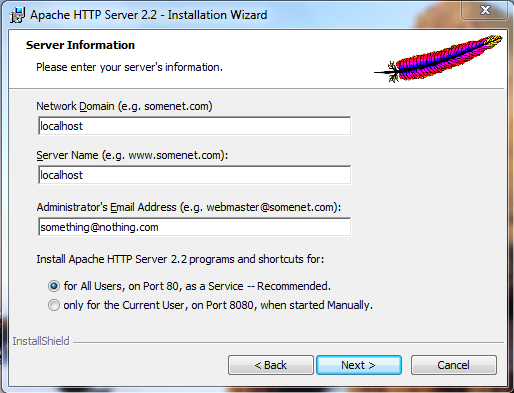 Apache HTTP Server 2.2 - Installation Wizard
Server Information
Please enter your server's information.
Network Domain (e.g. somenet.com)
localhost
Server Name (e.g. www.somenet.com):
localhost
Administrator's Email Address (e.g. webmaster@somenet.com):
something@nothing.com
Install Apache HTTP Server 2.2 programs and shortcuts for:
for All Users, on Port 80, as a Service -- Recommended.
only for the Current User, on Port 8080, when started Manually.
InstallShield
< Back Next > Cancel